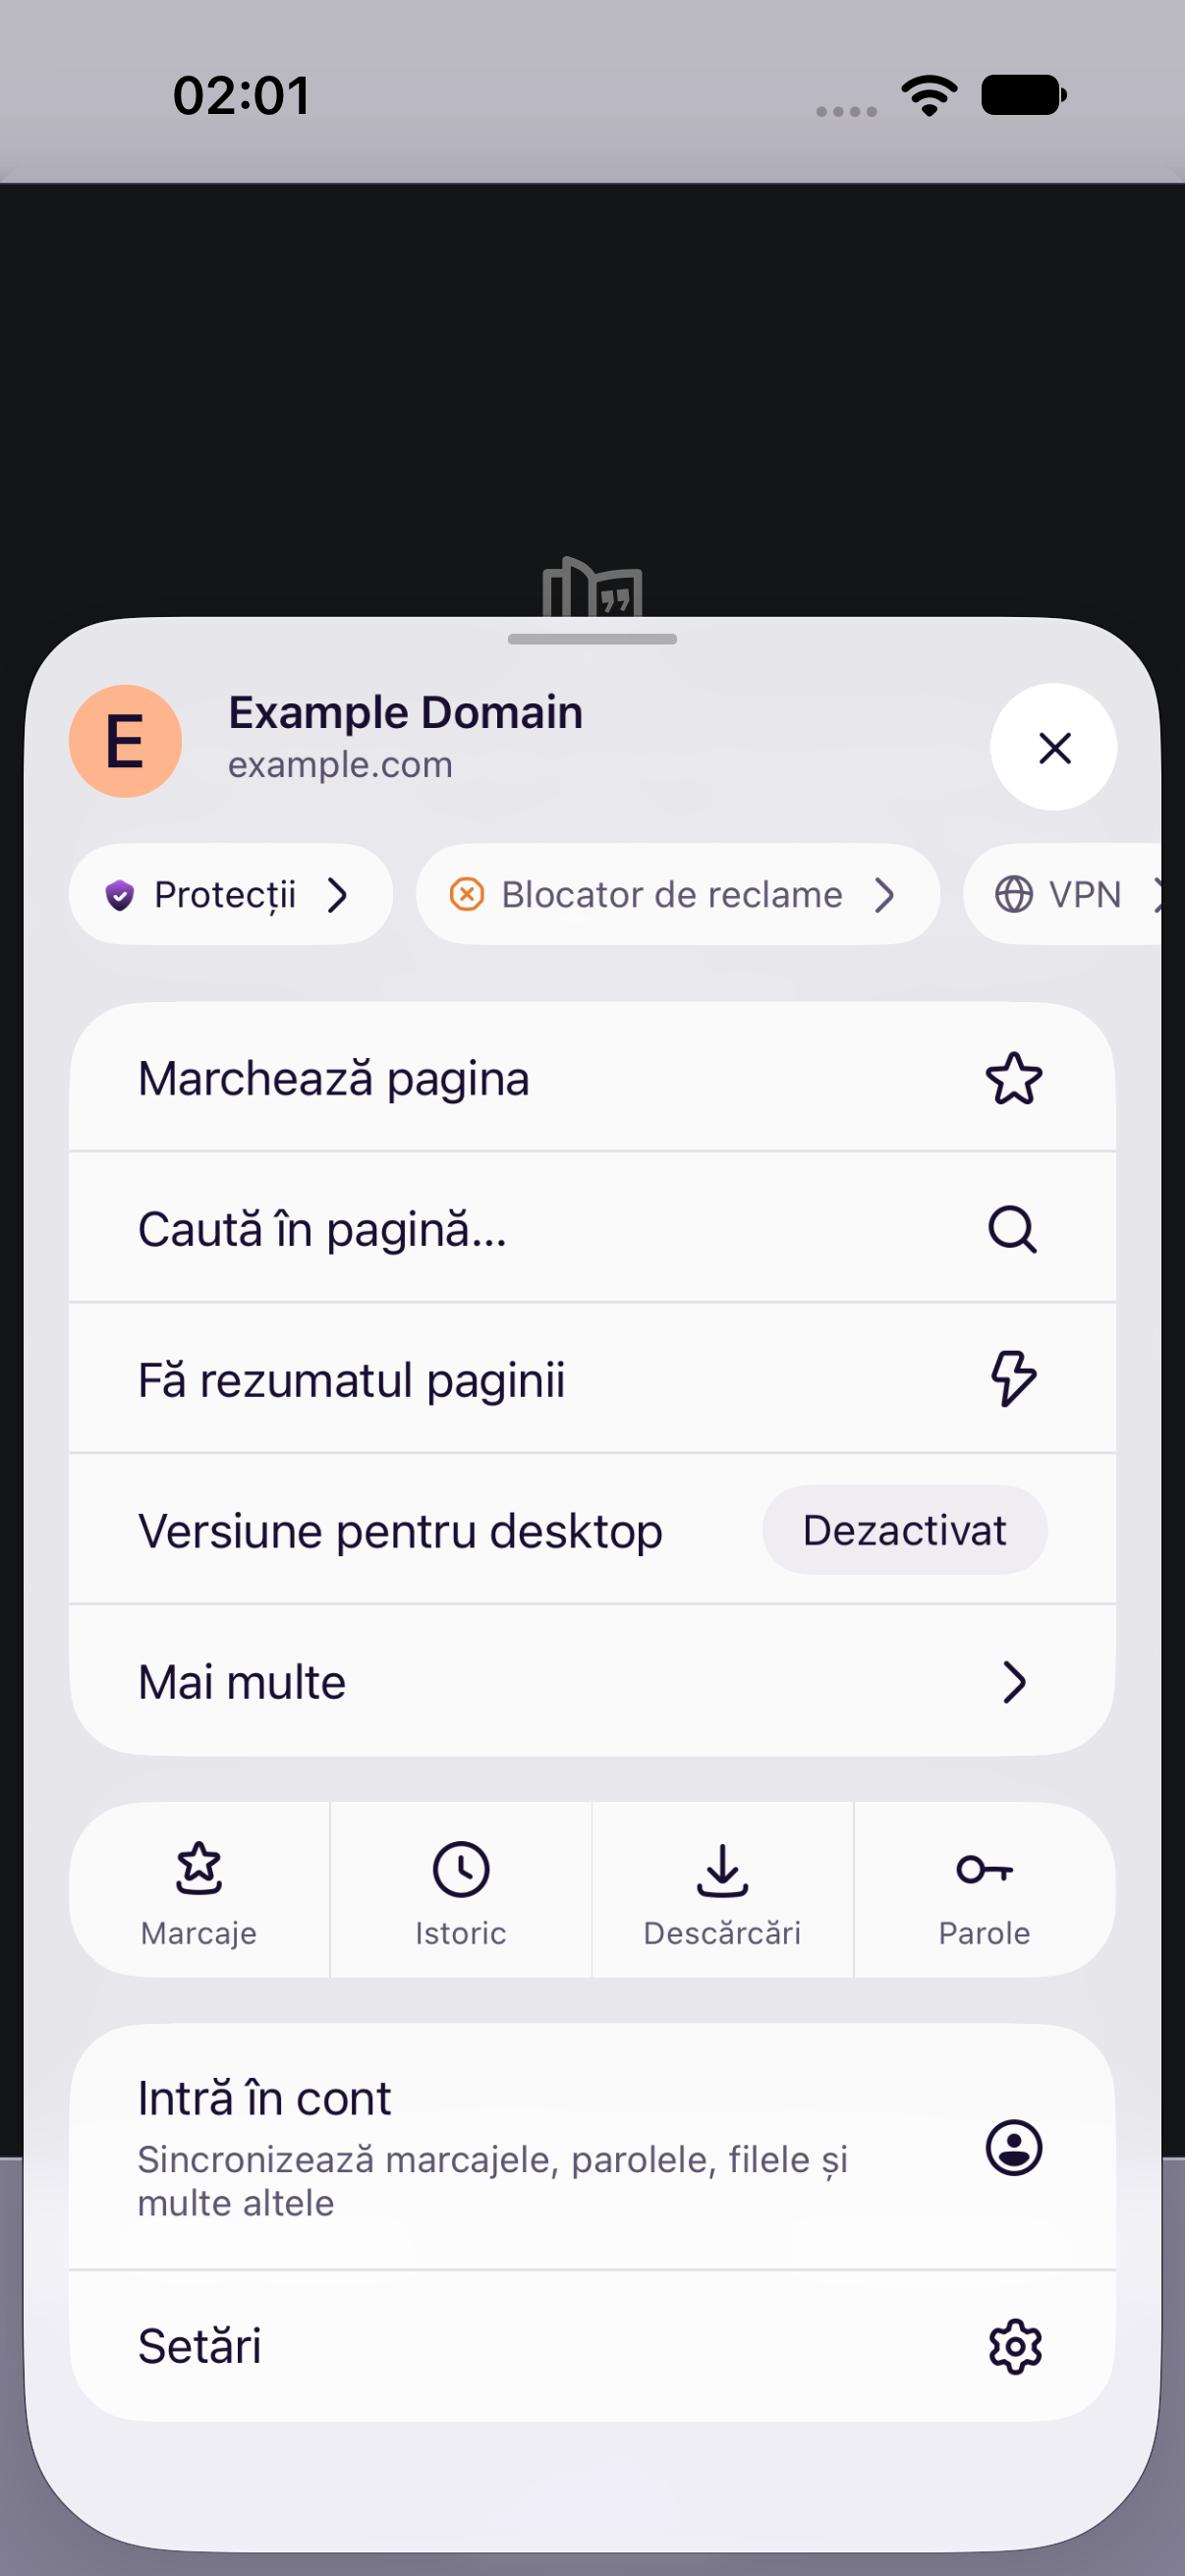 02:01
E
Example Domain
example.com
Protecții
Blocator de reclame
VPN
Marchează pagina
Caută în pagină...
Fă rezumatul paginii
Versiune pentru desktop
Dezactivat
Mai multe
Marcaje
Istoric
Descărcări
Parole
Intră în cont
Sincronizează marcajele, parolele, filele și
multe altele
Setări